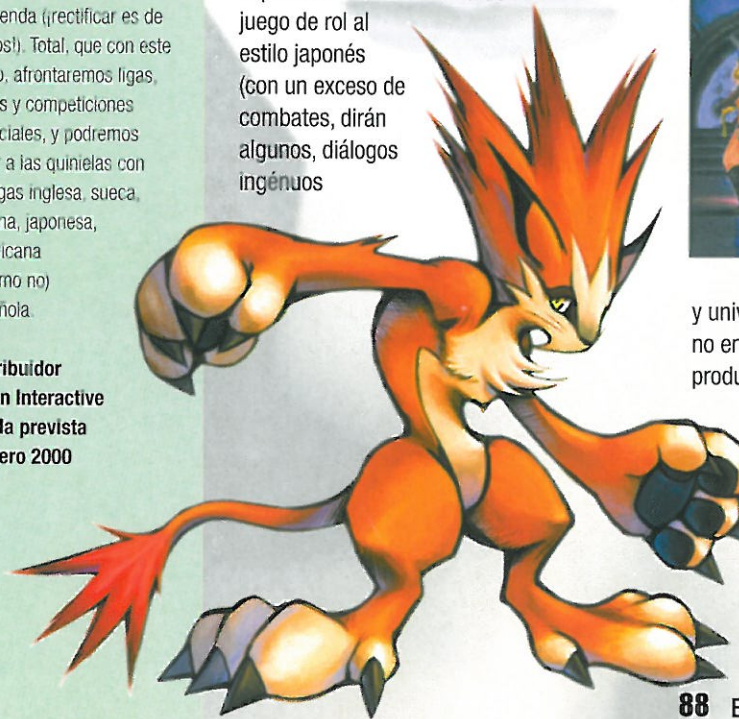 enda (¡rectificar es de
os!). Total, que con este
o, afrontaremos ligas,
s y competiciones
ciales, y podremos
r a las quinielas con
gas inglesa, sueca,
na, japonesa,
icana
mo no)
ñola.
ribuidor
n Interactive
da prevista
ero 2000
juego de rol al
estilo japonés
(con un exceso de
combates, dirán
algunos, diálogos
ingénuos
y univ
no en
produ
88 E